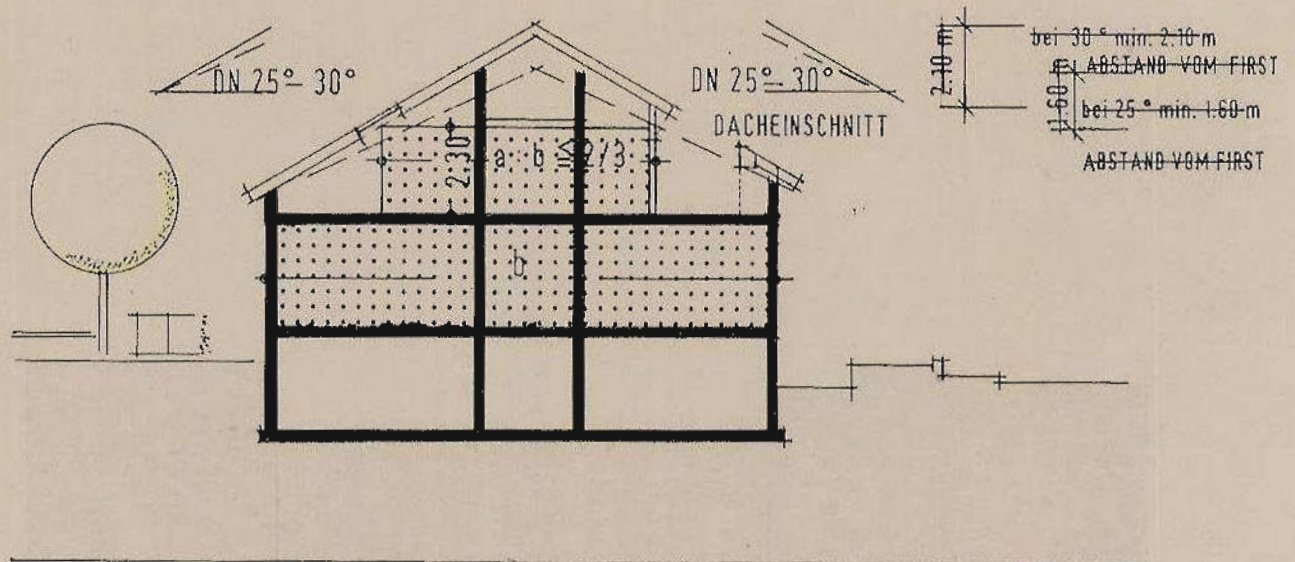 DN 25° – 30°
DN 25° – 30°
DACHEINSCHNITT
2.30
a : b ≦ 2/3
b
2.10 m
bei 30° min. 2.10 m
ABSTAND VOM FIRST
1.60 m
bei 25° min. 1.60 m
ABSTAND VOM FIRST